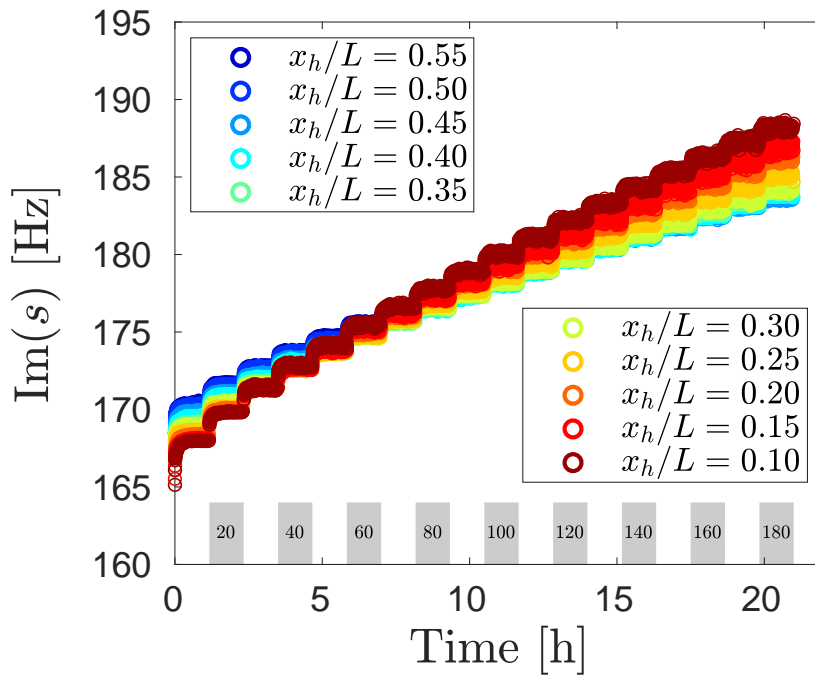 195
190
185
180
175
170
165
160
Im(s) [Hz]
x_h/L = 0.55
x_h/L = 0.50
x_h/L = 0.45
x_h/L = 0.40
x_h/L = 0.35
x_h/L = 0.30
x_h/L = 0.25
x_h/L = 0.20
x_h/L = 0.15
x_h/L = 0.10
20 40 60 80 100 120 140 160 180
0 5 10 15 20
Time [h]